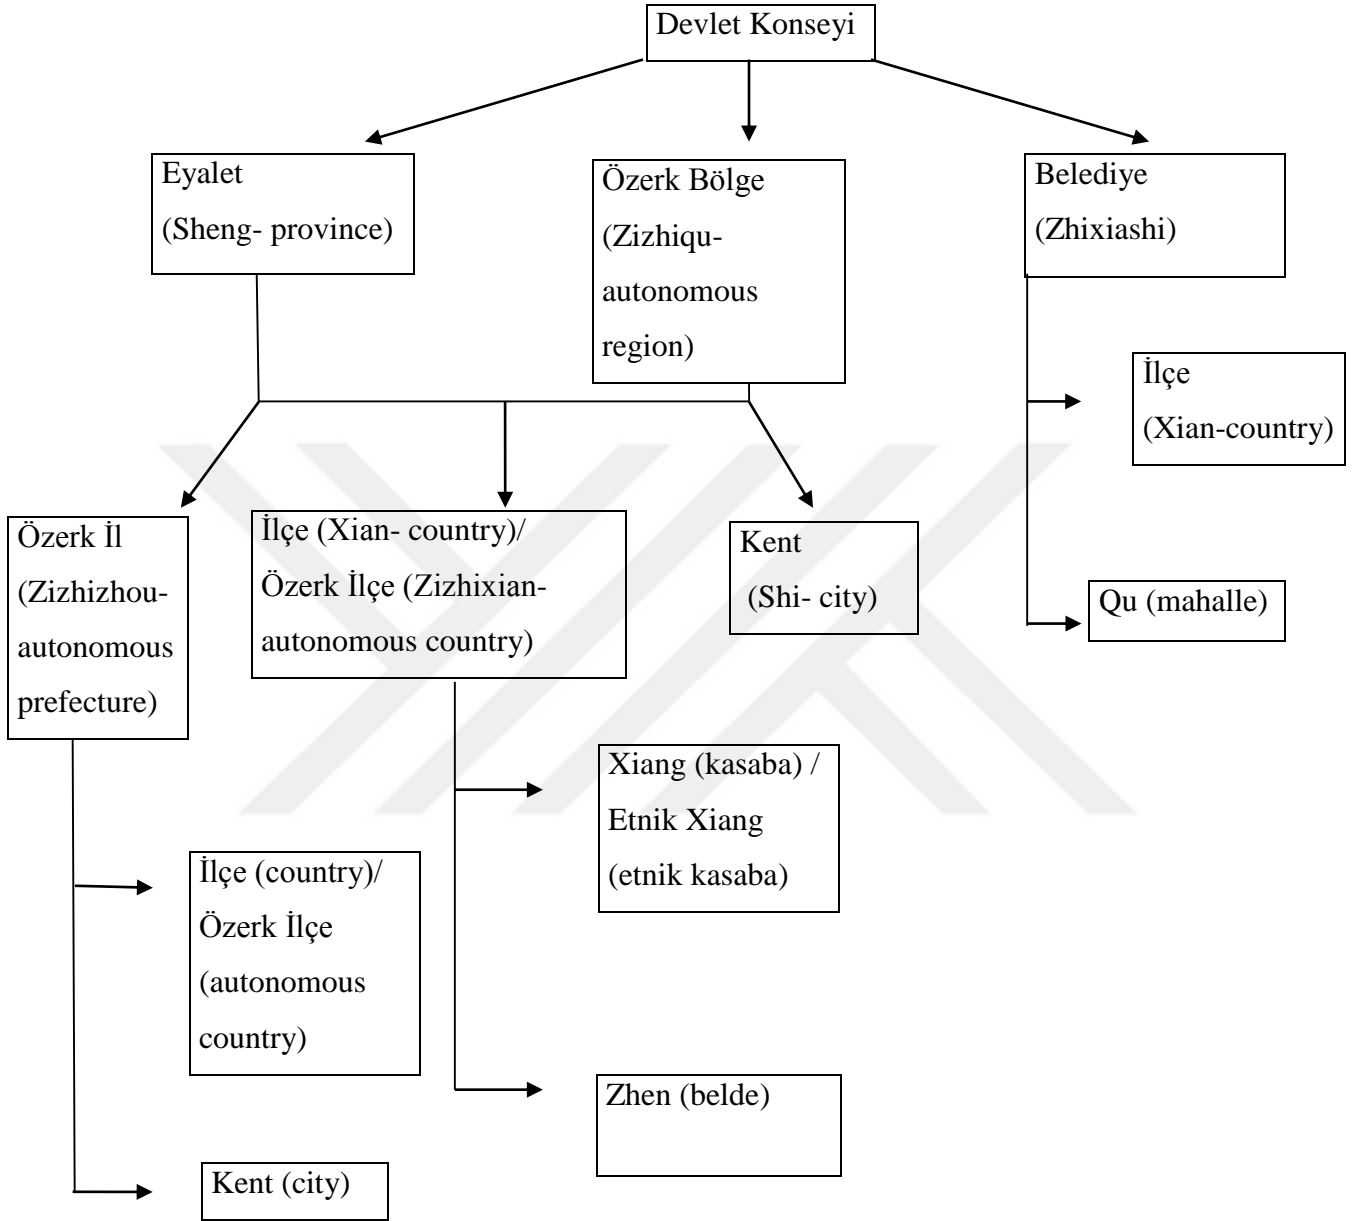 Devlet Konseyi
Eyalet
(Sheng- province)
Özerk Bölge
(Zizhiqu-
autonomous
region)
Belediye
(Zhixiashi)
İlçe
(Xian-country)
Özerk İl
(Zizhizhou-
autonomous
prefecture)
İlçe (Xian- country)/
Özerk İlçe (Zizhixian-
autonomous country)
Kent
(Shi- city)
Qu (mahalle)
Xiang (kasaba) /
Etnik Xiang
(etnik kasaba)
İlçe (country)/
Özerk İlçe
(autonomous
country)
Zhen (belde)
Kent (city)